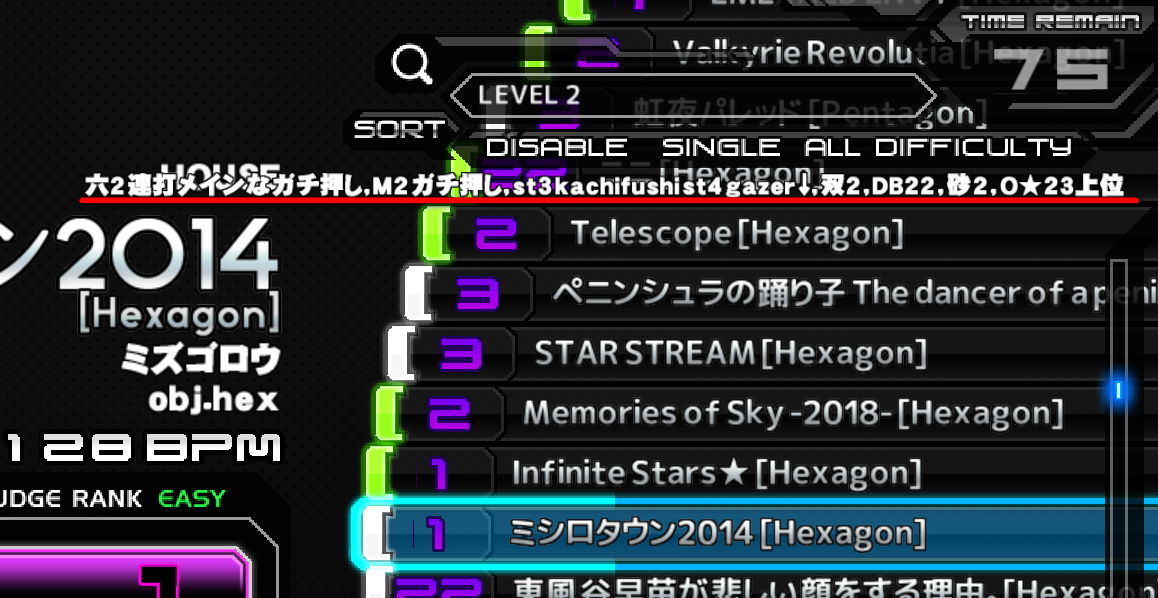 TIME REMAIN
75
Valkyrie Revolutia [Hexagon]
LEVEL 2
虹夜パレッド [Pentagon]
SORT
DISABLE SINGLE ALL DIFFICULTY
HOUSE
[Hexagon]
六2連打メインなガチ押し,M2ガチ押し,st3kachifushist4gazer↓,双2,DB22,砂2,O★23上位
ン2014
[Hexagon]
ミズゴロウ
obj.hex
128 BPM
JUDGE RANK EASY
1
2 Telescope [Hexagon]
3 ペニンシュラの踊り子 The dancer of a peni
3 STAR STREAM [Hexagon]
2 Memories of Sky -2018- [Hexagon]
1 Infinite Stars★ [Hexagon]
1 ミシロタウン2014 [Hexagon]
22 東風谷早苗が悲しい顔をする理由。[Hexagon